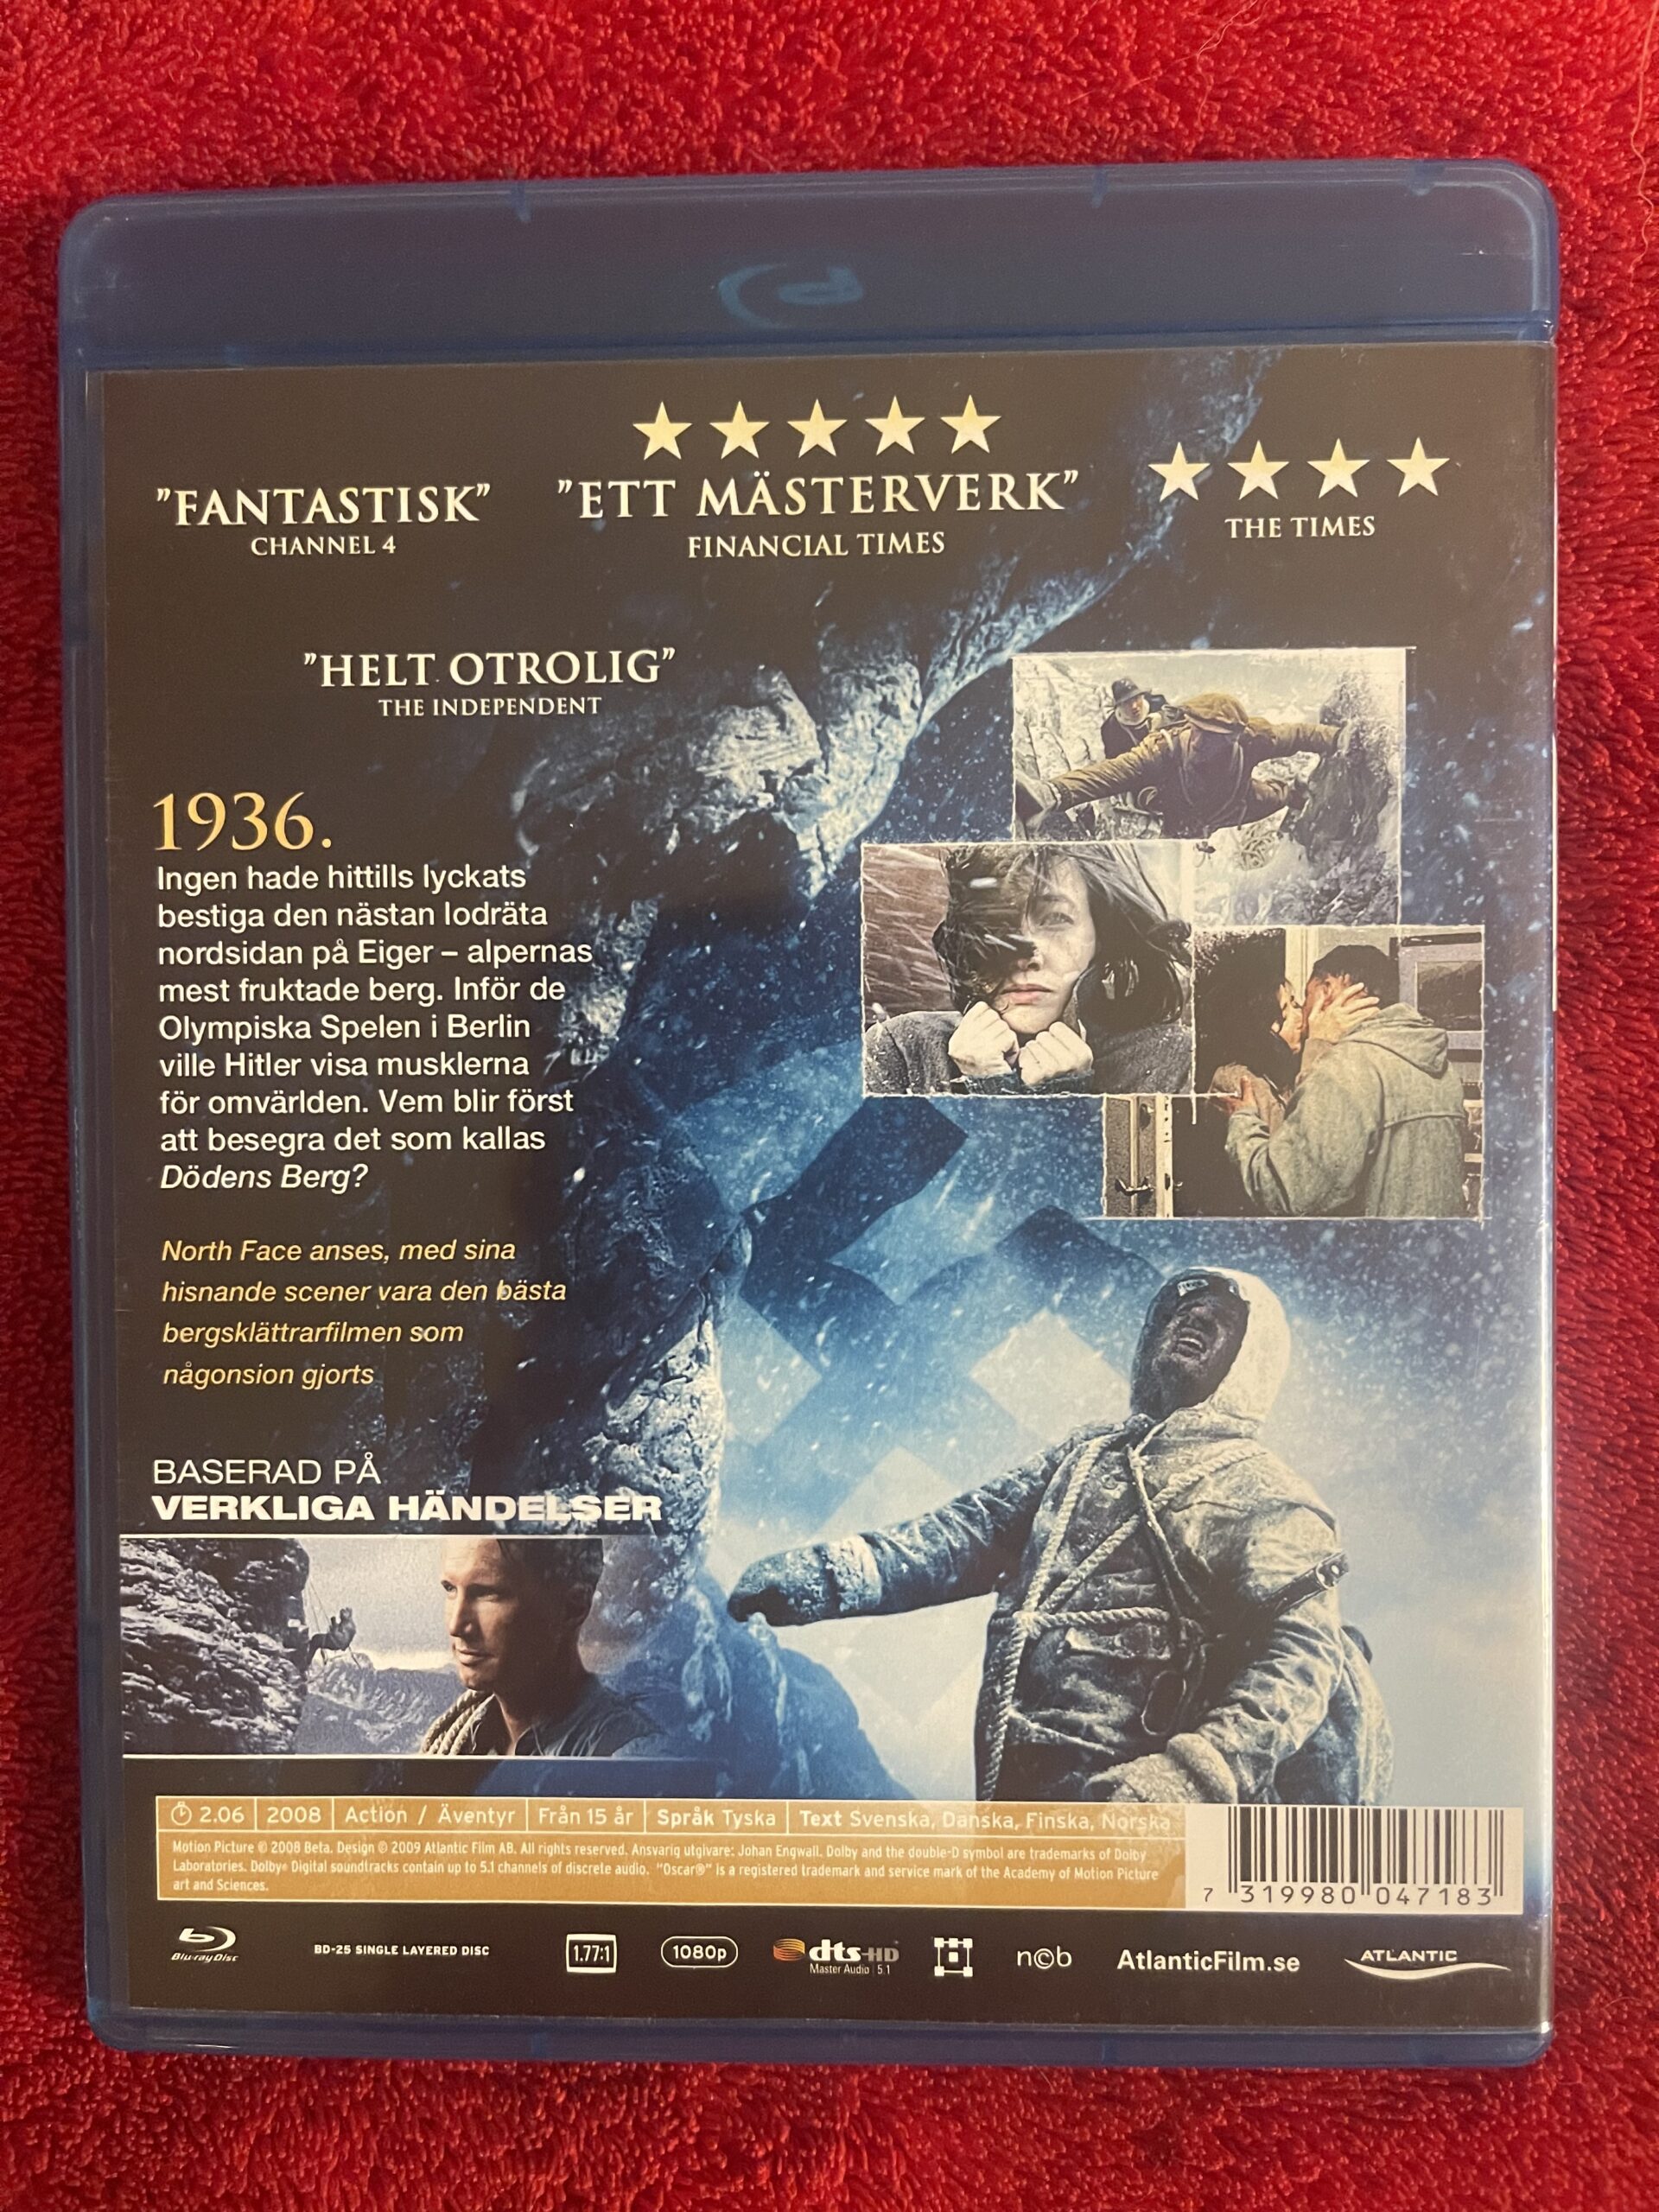 "FANTASTISK"
CHANNEL 4
"ETT MÄSTERVERK"
FINANCIAL TIMES
THE TIMES
"HELT OTROLIG"
THE INDEPENDENT
1936.
Ingen hade hittills lyckats
bestiga den nästan lodräta
nordsidan på Eiger – alpernas
mest fruktade berg. Inför de
Olympiska Spelen i Berlin
ville Hitler visa musklerna
för omvärlden. Vem blir först
att besegra det som kallas
Dödens Berg?
North Face anses, med sina
hisnande scener vara den bästa
bergsklättrarfilmen som
någonsion gjorts
BASERAD PÅ
VERKLIGA HÄNDELSER
2.06 2008 Action / Äventyr Från 15 år Språk Tyska Text Svenska, Danska, Finska, Norska
Motion Picture © 2008 Beta. Design © 2009 Atlantic Film AB. All rights reserved. Ansvarig utgivare: Johan Engwall. Dolby and the double-D symbol are trademarks of Dolby
Laboratories. Dolby® Digital soundtracks contain up to 5.1 channels of discrete audio. "Oscar®" is a registered trademark and service mark of the Academy of Motion Picture
art and Sciences.
7 319980 047183
Blu-ray Disc
BD-25 SINGLE LAYERED DISC
1.77:1
1080p
dts-HD
Master Audio 5.1
n©b
AtlanticFilm.se
ATLANTIC